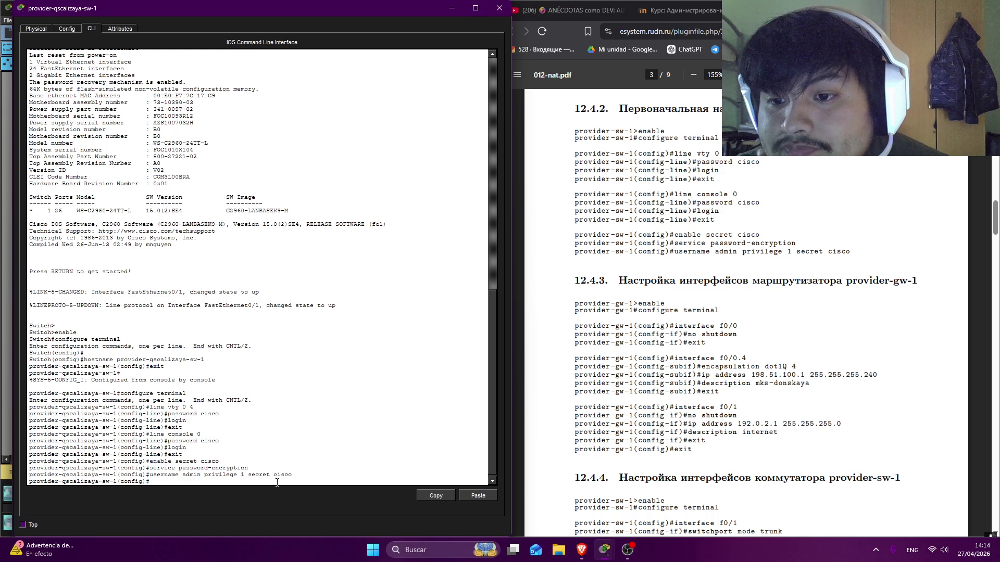 provider-qscalizaya-sw-1
File
Physical
Config
CLI
Attributes
IOS Command Line Interface
Last reset from power-on
1 Virtual Ethernet interface
24 FastEthernet interfaces
2 Gigabit Ethernet interfaces
The password-recovery mechanism is enabled.
64K bytes of flash-simulated non-volatile configuration memory.
Base ethernet MAC Address : 00:E0:F7:7C:17:C9
Motherboard assembly number : 73-10390-03
Power supply part number : 341-0097-02
Motherboard serial number : FOC10093R12
Power supply serial number : AZS1007032H
Model revision number : B0
Motherboard revision number : B0
Model number : WS-C2960-24TT-L
System serial number : FOC1010X104
Top Assembly Part Number : 800-27221-02
Top Assembly Revision Number : A0
Version ID : V02
CLEI Code Number : COM3L00BRA
Hardware Board Revision Number : 0x01
Switch Ports Model SW Version SW Image
------ ----- ----- ---------- ----------
* 1 26 WS-C2960-24TT-L 15.0(2)SE4 C2960-LANBASEK9-M
Cisco IOS Software, C2960 Software (C2960-LANBASEK9-M), Version 15.0(2)SE4, RELEASE SOFTWARE (fc1)
Technical Support: http://www.cisco.com/techsupport
Copyright (c) 1986-2013 by Cisco Systems, Inc.
Compiled Wed 26-Jun-13 02:49 by mnguyen
Press RETURN to get started!
%LINK-5-CHANGED: Interface FastEthernet0/1, changed state to up
%LINEPROTO-5-UPDOWN: Line protocol on Interface FastEthernet0/1, changed state to up
Switch>
Switch>enable
Switch#configure terminal
Enter configuration commands, one per line. End with CNTL/Z.
Switch(config)#
Switch(config)#hostname provider-qscalizaya-sw-1
provider-qscalizaya-sw-1(config)#exit
provider-qscalizaya-sw-1#
%SYS-5-CONFIG_I: Configured from console by console
provider-qscalizaya-sw-1#configure terminal
Enter configuration commands, one per line. End with CNTL/Z.
provider-qscalizaya-sw-1(config)#line vty 0 4
provider-qscalizaya-sw-1(config-line)#password cisco
provider-qscalizaya-sw-1(config-line)#login
provider-qscalizaya-sw-1(config-line)#exit
provider-qscalizaya-sw-1(config)#line console 0
provider-qscalizaya-sw-1(config-line)#password cisco
provider-qscalizaya-sw-1(config-line)#login
provider-qscalizaya-sw-1(config-line)#exit
provider-qscalizaya-sw-1(config)#enable secret cisco
provider-qscalizaya-sw-1(config)#service password-encryption
provider-qscalizaya-sw-1(config)#username admin privilege 1 secret cisco
provider-qscalizaya-sw-1(config)#
Copy
Paste
Top
(206) ANÉCDOTAS como DEV: AU
Курс: Администрировани
esystem.rudn.ru/pluginfile.php/
528 · Входящие —...
Mi unidad - Google...
ChatGPT
012-nat.pdf
3 / 9
155%
12.4.2. Первоначальная на
provider-sw-1>enable
provider-sw-1#configure terminal
provider-sw-1(config)#line vty 0
provider-sw-1(config-line)#password cisco
provider-sw-1(config-line)#login
provider-sw-1(config-line)#exit
provider-sw-1(config)#line console 0
provider-sw-1(config-line)#password cisco
provider-sw-1(config-line)#login
provider-sw-1(config-line)#exit
provider-sw-1(config)#enable secret cisco
provider-sw-1(config)#service password-encryption
provider-sw-1(config)#username admin privilege 1 secret cisco
12.4.3. Настройка интерфейсов маршрутизатора provider-gw-1
provider-gw-1>enable
provider-gw-1#configure terminal
provider-gw-1(config)#interface f0/0
provider-gw-1(config-if)#no shutdown
provider-gw-1(config-if)#exit
provider-gw-1(config)#interface f0/0.4
provider-gw-1(config-subif)#encapsulation dot1Q 4
provider-gw-1(config-subif)#ip address 198.51.100.1 255.255.255.240
provider-gw-1(config-subif)#description mks-donskaya
provider-gw-1(config-subif)#exit
provider-gw-1(config)#interface f0/1
provider-gw-1(config-if)#no shutdown
provider-gw-1(config-if)#ip address 192.0.2.1 255.255.255.0
provider-gw-1(config-if)#description internet
provider-gw-1(config-if)#exit
provider-gw-1(config)#exit
12.4.4. Настройка интерфейсов коммутатора provider-sw-1
provider-sw-1>enable
provider-sw-1#configure terminal
provider-sw-1(config)#interface f0/1
provider-sw-1(config-if)#switchport mode trunk
2
Advertencia de...
En efecto
Buscar
ENG
14:14
27/04/2026